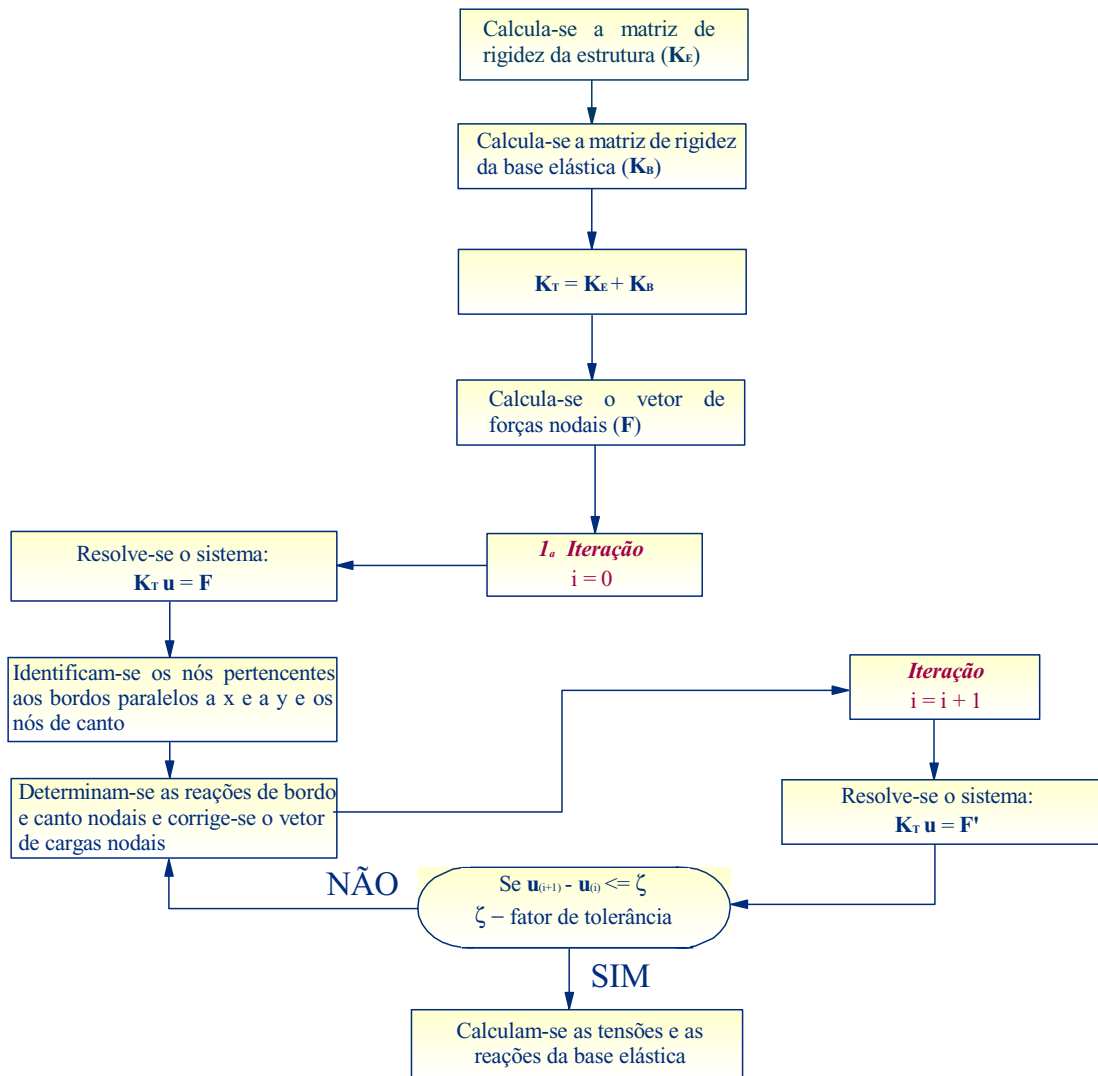 Calcula-se a matriz de
rigidez da estrutura (KE)
Calcula-se a matriz de rigidez
da base elástica (KB)
KT = KE + KB
Calcula-se o vetor de
forças nodais (F)
1a Iteração
i = 0
Resolve-se o sistema:
KT u = F
Identificam-se os nós pertencentes
aos bordos paralelos a x e a y e os
nós de canto
Determinam-se as reações de bordo
e canto nodais e corrige-se o vetor
de cargas nodais
Iteração
i = i + 1
Resolve-se o sistema:
KT u = F'
Se u(i+1) - u(i) <= ζ
ζ – fator de tolerância
NÃO
SIM
Calculam-se as tensões e as
reações da base elástica